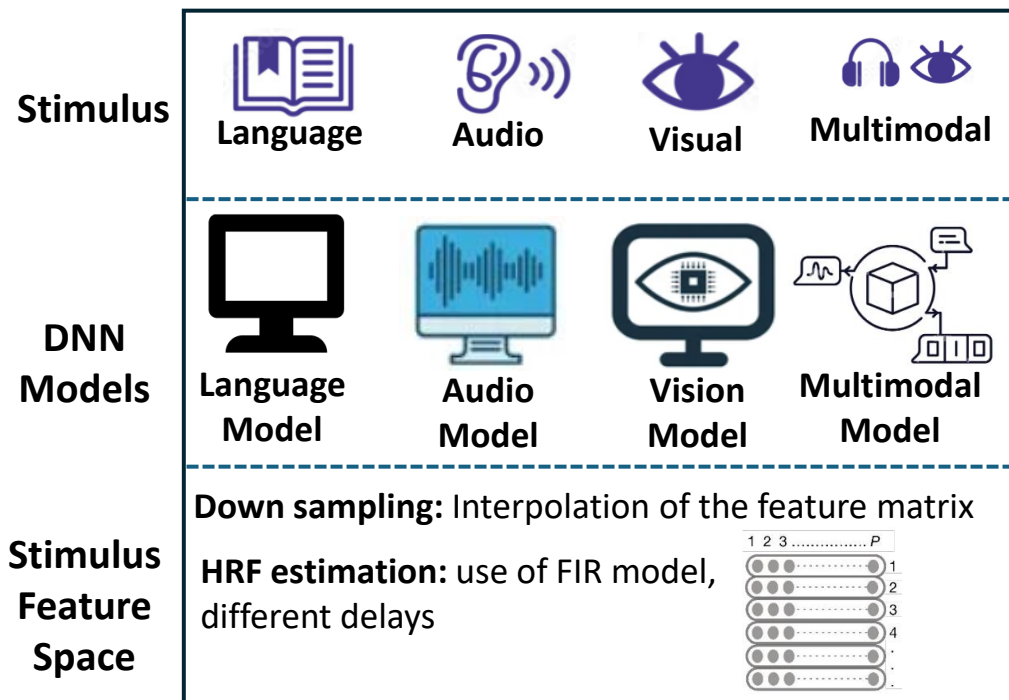 Stimulus
Language
Audio
Visual
Multimodal
DNN
Models
Language
Model
Audio
Model
Vision
Model
Multimodal
Model
Stimulus
Feature
Space
Down sampling: Interpolation of the feature matrix
HRF estimation: use of FIR model,
different delays
1 2 3 ................ P
1
2
3
4
.
.